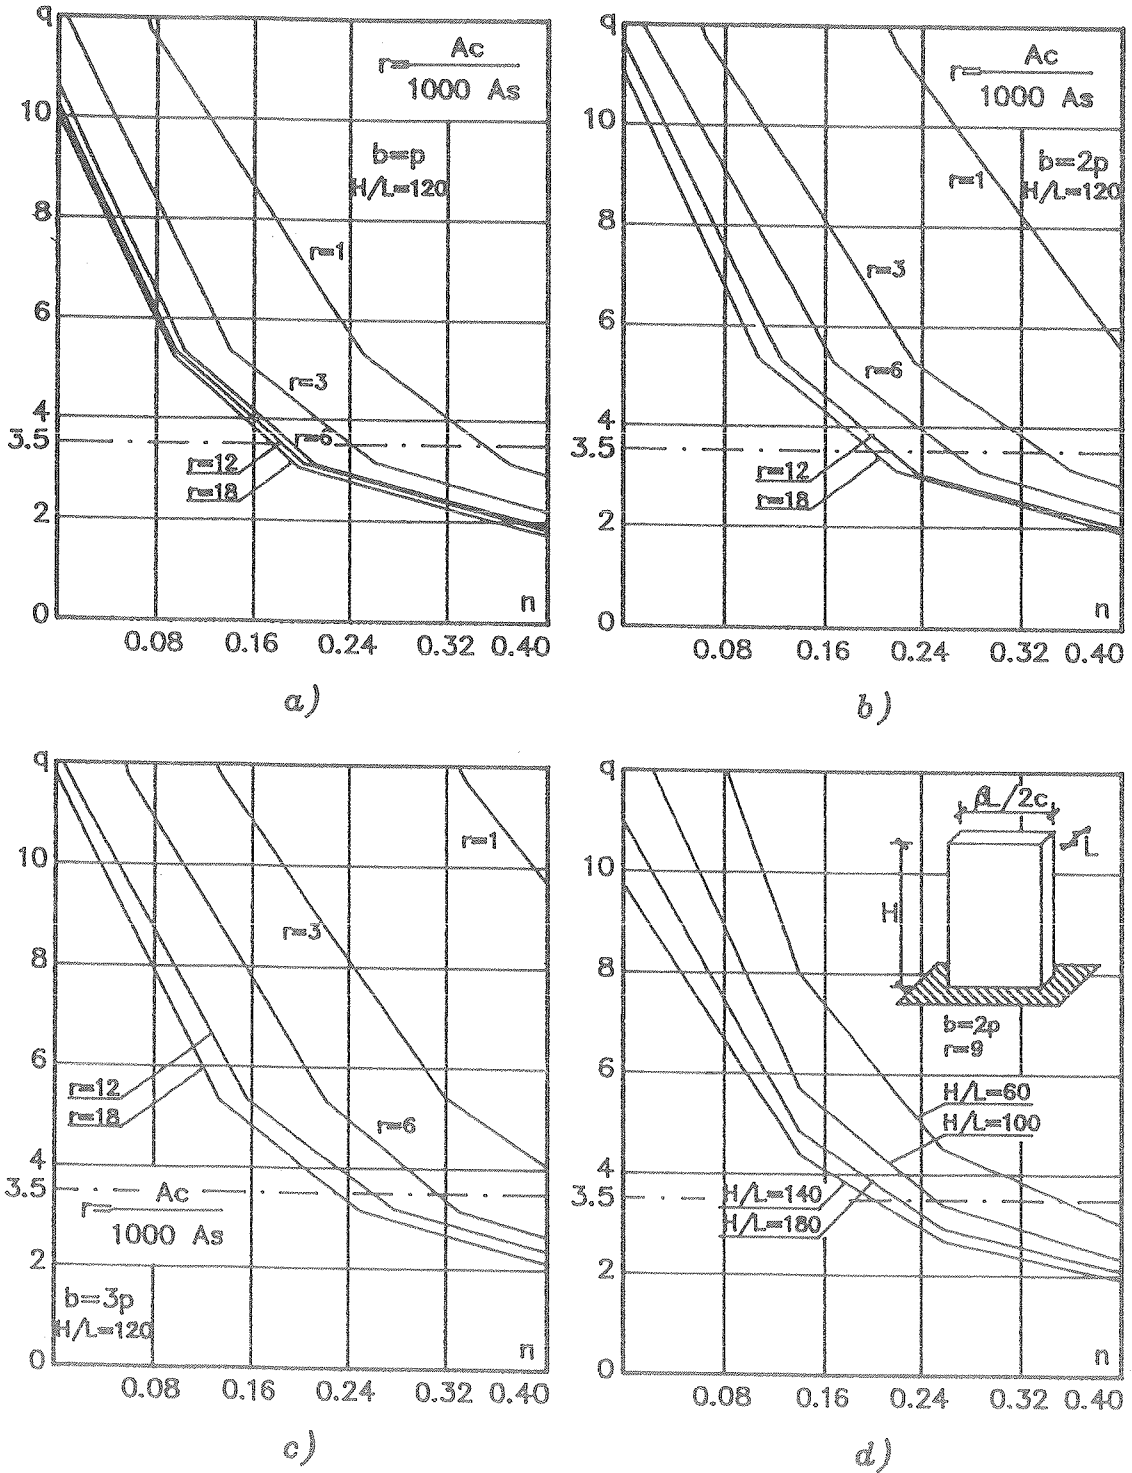 q
r= Ac
1000 As
10
b=p
H/L=120
8
r=1
6
r=3
4
3.5
r=6
r=12
r=18
2
0
n
0.08 0.16 0.24 0.32 0.40
a)
q
r= Ac
1000 As
10
b=2p
H/L=120
r=1
8
r=3
6
r=6
4
3.5
r=12
r=18
2
0
n
0.08 0.16 0.24 0.32 0.40
b)
q
r=1
10
r=3
8
6
r=12
r=18
r=6
4
3.5
r= Ac
1000 As
2
b=3p
H/L=120
0
n
0.08 0.16 0.24 0.32 0.40
c)
q
βL/2c
L
10
H
8
b=2p
r=9
6
H/L=60
H/L=100
4
3.5
H/L=140
H/L=180
2
0
n
0.08 0.16 0.24 0.32 0.40
d)